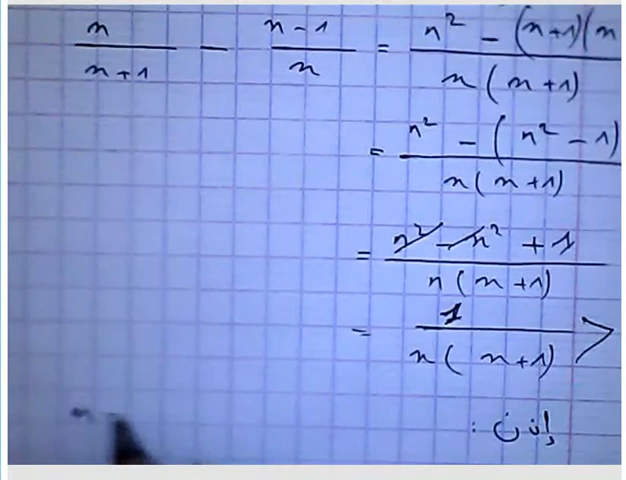 n/(n+1) - (n-1)/n = (n² - (n+1)(n)/(n(n+1))
= (n² - (n² - 1))/(n(n+1))
= (n² - n² + 1)/(n(n+1))
= 1/(n(n+1)) >
إذن :